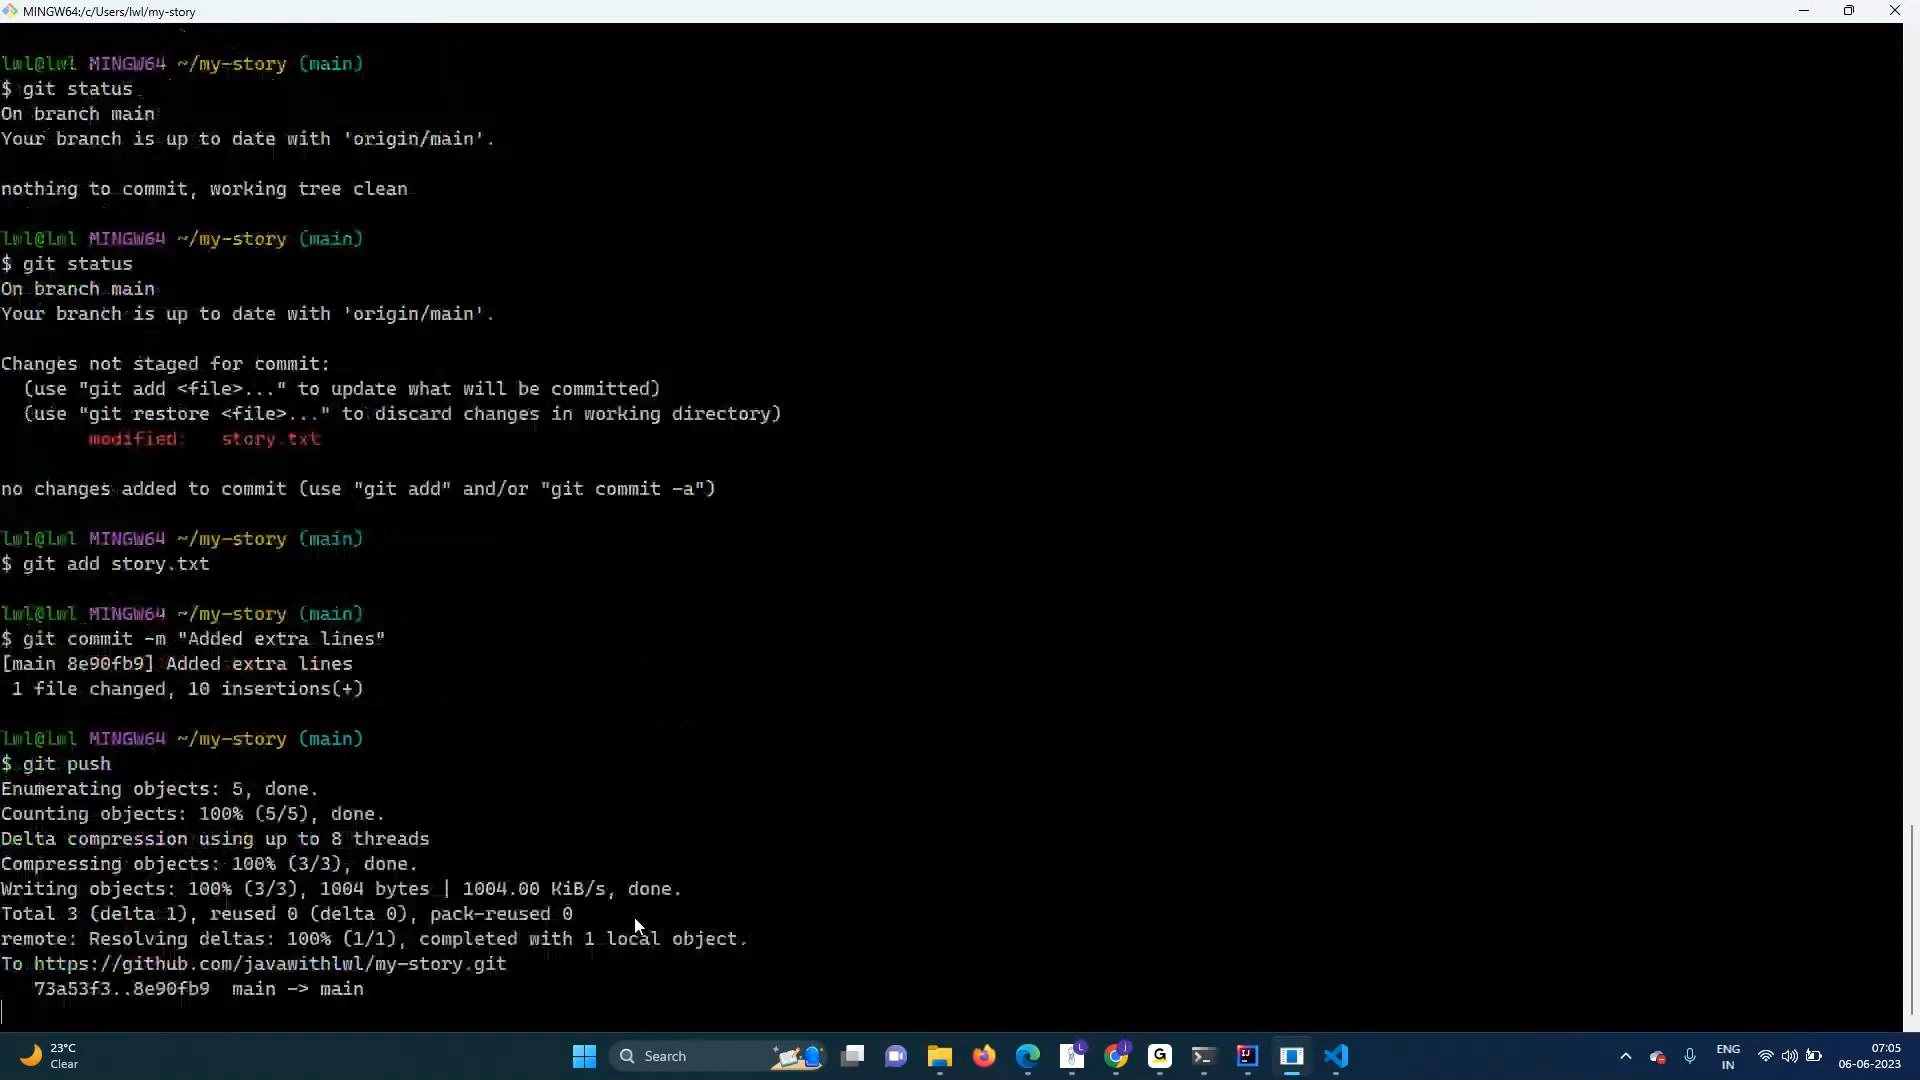 MINGW64:/c/Users/lwl/my-story
lwl@lwl MINGW64 ~/my-story (main)
$ git status
On branch main
Your branch is up to date with 'origin/main'.
nothing to commit, working tree clean
lwl@lwl MINGW64 ~/my-story (main)
$ git status
On branch main
Your branch is up to date with 'origin/main'.
Changes not staged for commit:
(use "git add <file>..." to update what will be committed)
(use "git restore <file>..." to discard changes in working directory)
modified: story.txt
no changes added to commit (use "git add" and/or "git commit -a")
lwl@lwl MINGW64 ~/my-story (main)
$ git add story.txt
lwl@lwl MINGW64 ~/my-story (main)
$ git commit -m "Added extra lines"
[main 8e90fb9] Added extra lines
1 file changed, 10 insertions(+)
lwl@lwl MINGW64 ~/my-story (main)
$ git push
Enumerating objects: 5, done.
Counting objects: 100% (5/5), done.
Delta compression using up to 8 threads
Compressing objects: 100% (3/3), done.
Writing objects: 100% (3/3), 1004 bytes | 1004.00 KiB/s, done.
Total 3 (delta 1), reused 0 (delta 0), pack-reused 0
remote: Resolving deltas: 100% (1/1), completed with 1 local object.
To https://github.com/javawithlwl/my-story.git
73a53f3..8e90fb9 main -> main
23°C
Clear
Search
L
j
G
IJ
ENG
IN
07:05
06-06-2023